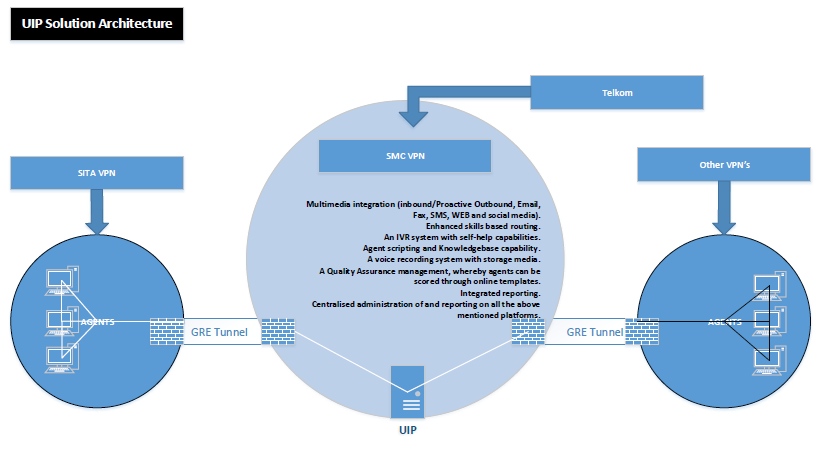 UIP Solution Architecture
Telkom
SMC VPN
SITA VPN
Other VPN's
Multimedia integration (inbound/Proactive Outbound, Email,
Fax, SMS, WEB and social media).
Enhanced skills based routing.
An IVR system with self-help capabilities.
Agent scripting and Knowledgebase capability.
A voice recording system with storage media.
A Quality Assurance management, whereby agents can be
scored through online templates.
Integrated reporting.
Centralised administration of and reporting on all the above
mentioned platforms.
AGENTS
GRE Tunnel
GRE Tunnel
AGENTS
UIP